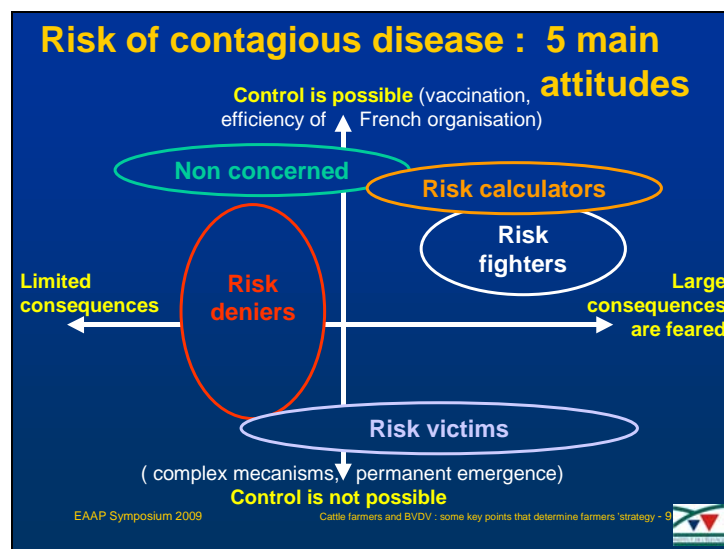 Risk of contagious disease : 5 main
attitudes
Control is possible (vaccination,
efficiency of French organisation)
Non concerned
Risk calculators
Risk
fighters
Limited
consequences
Risk
deniers
Large
consequences
are feared
Risk victims
( complex mecanisms, permanent emergence)
Control is not possible
EAAP Symposium 2009
Cattle farmers and BVDV : some key points that determine farmers 'strategy - 9